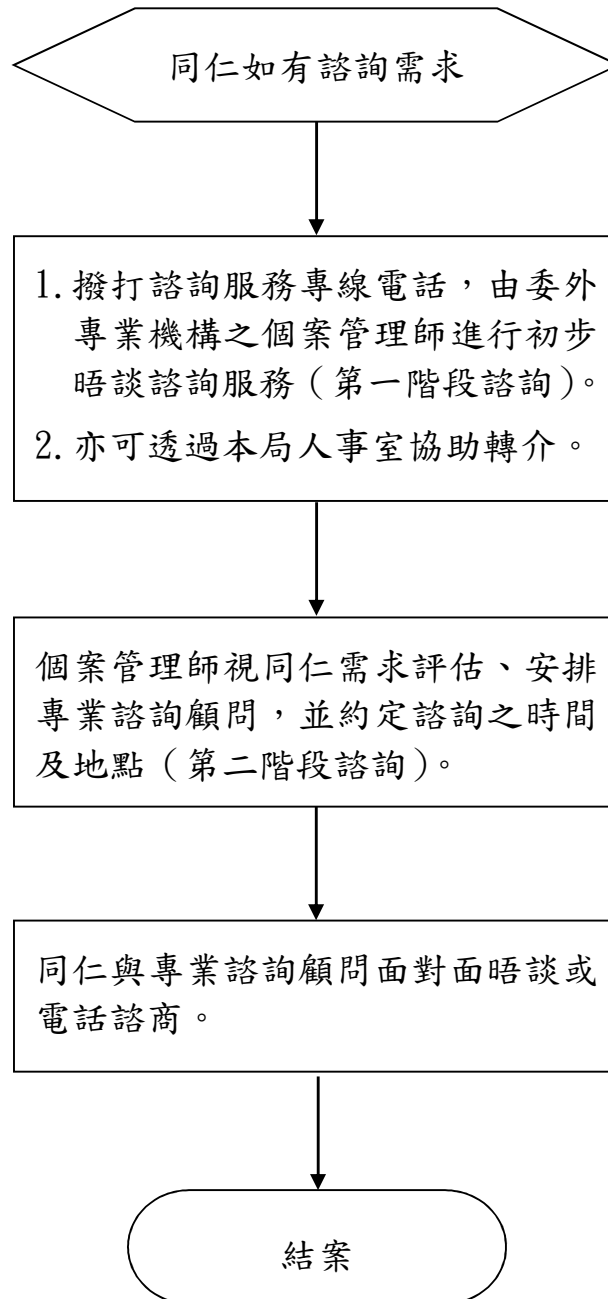 同仁如有諮詢需求
1. 撥打諮詢服務專線電話，由委外
專業機構之個案管理師進行初步
晤談諮詢服務（第一階段諮詢）。
2. 亦可透過本局人事室協助轉介。
個案管理師視同仁需求評估、安排
專業諮詢顧問，並約定諮詢之時間
及地點（第二階段諮詢）。
同仁與專業諮詢顧問面對面晤談或
電話諮商。
結案